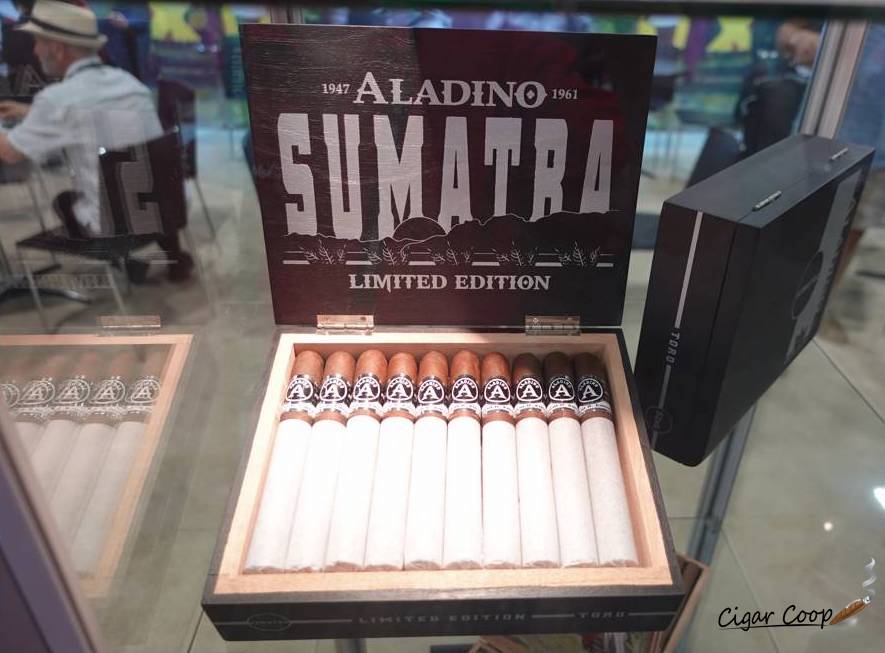 1947 ALADINO 1961
SUMATRA
LIMITED EDITION
TORO
LIMITED EDITION TORO
Cigar Coop